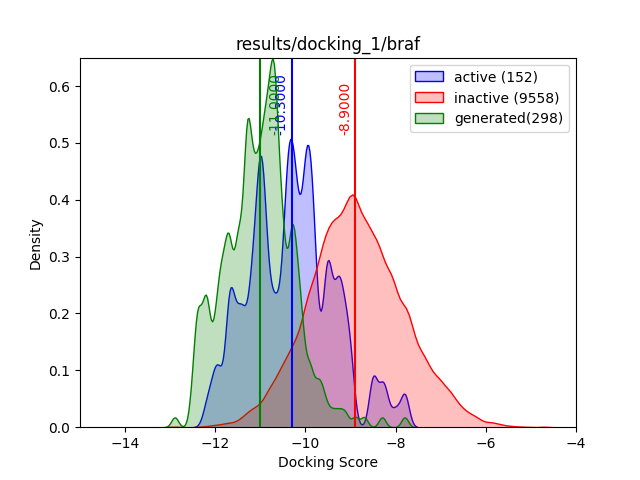 results/docking_1/braf
active (152)
inactive (9558)
generated(298)
-11.0000
-10.3000
-8.9000
Density
0.6
0.5
0.4
0.3
0.2
0.1
0.0
−14
−12
−10
−8
−6
−4
Docking Score